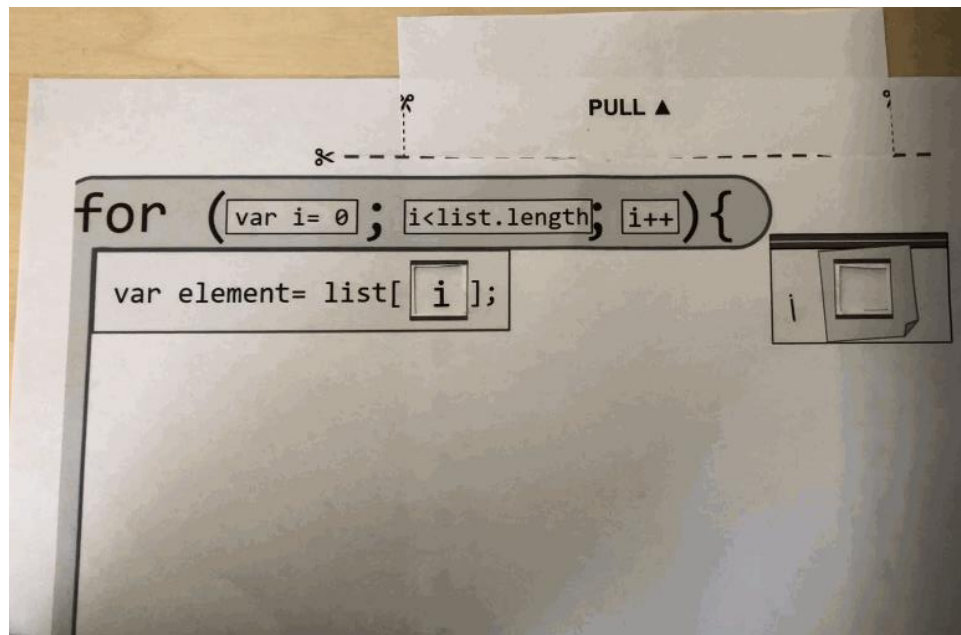 PULL ▲
for (var i= 0; i<list.length; i++){
var element= list[ i ];
i